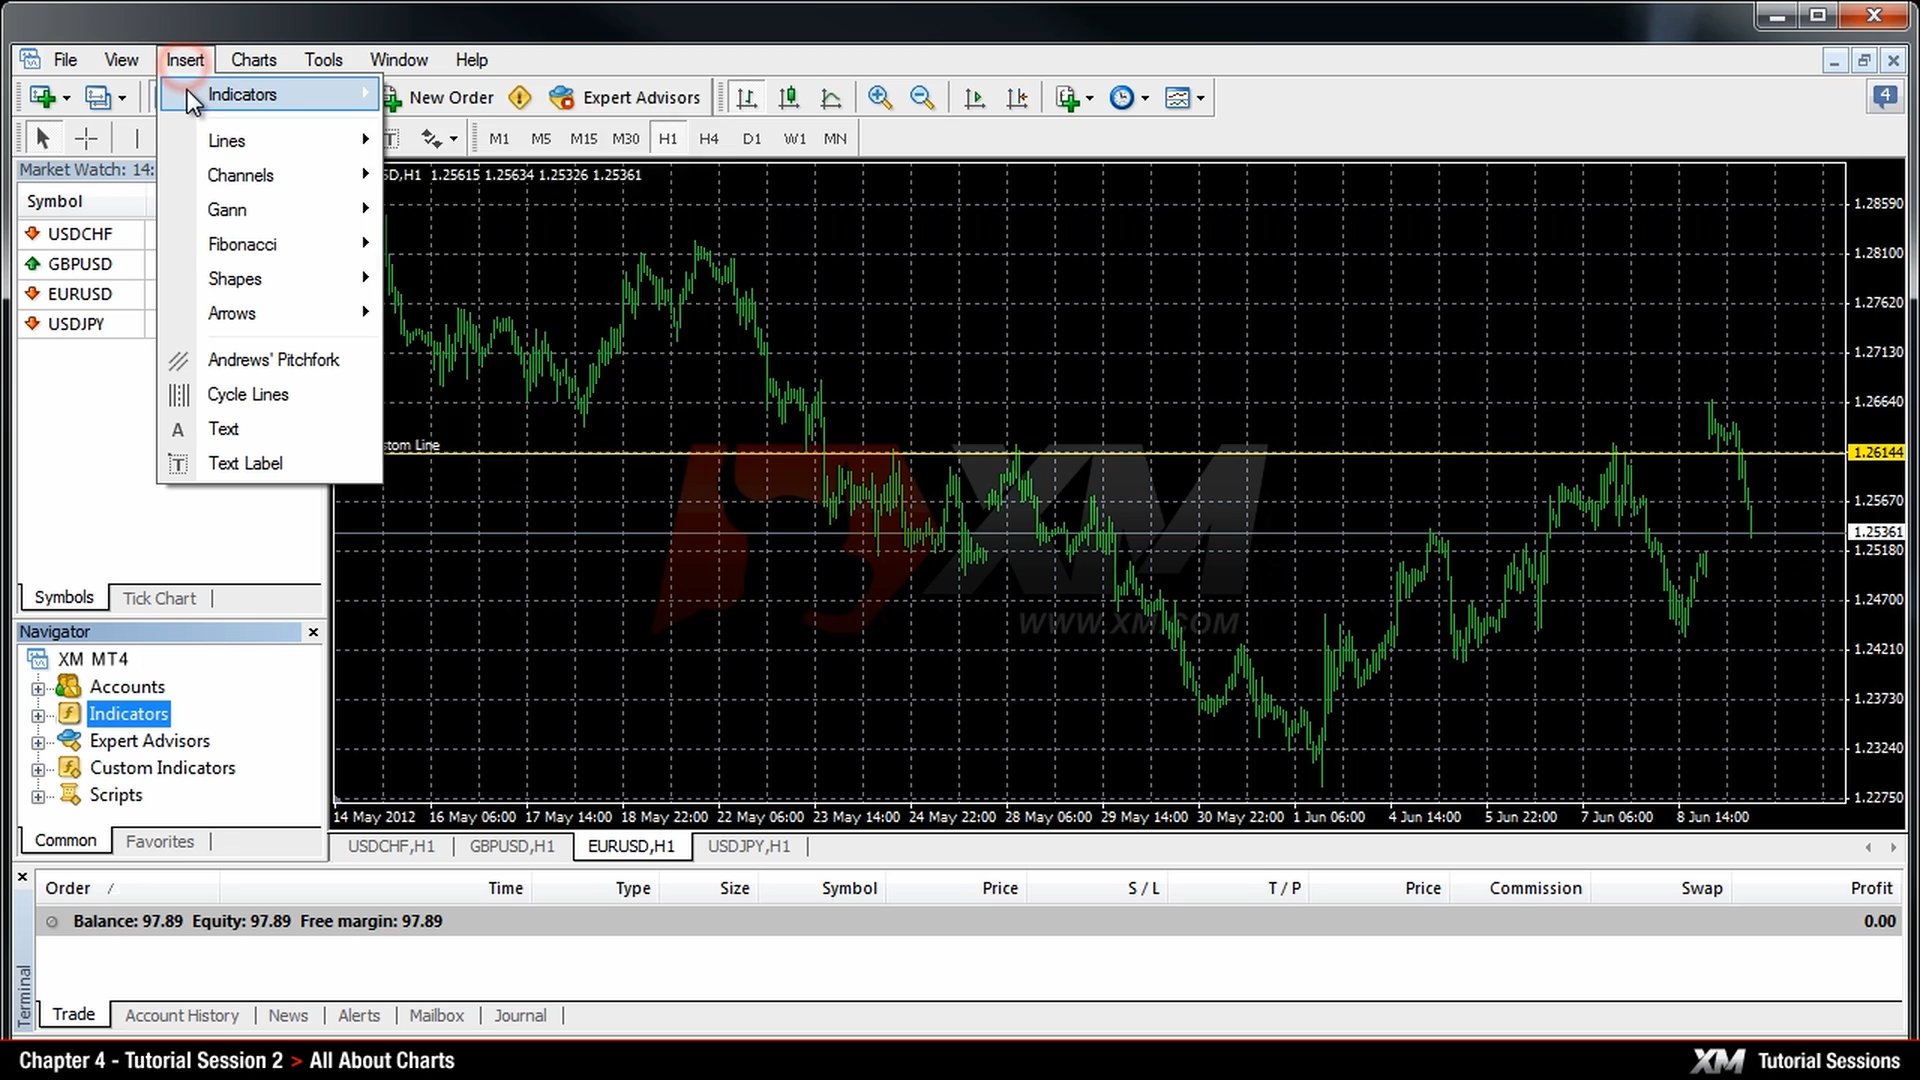 File View Insert Charts Tools Window Help
Indicators
Lines
Channels
Gann
Fibonacci
Shapes
Arrows
Andrews' Pitchfork
Cycle Lines
A Text
T Text Label
New Order Expert Advisors
4
T M1 M5 M15 M30 H1 H4 D1 W1 MN
Market Watch: 14:
Symbol
USDCHF
GBPUSD
EURUSD
USDJPY
Symbols | Tick Chart |
D,H1 1.25615 1.25634 1.25326 1.25361
tom Line
1.28590
1.28100
1.27620
1.27130
1.26640
1.26144
1.25670
1.25361
1.25180
1.24700
1.24210
1.23730
1.23240
1.22750
XM
WWW.XM.COM
14 May 2012 16 May 06:00 17 May 14:00 18 May 22:00 22 May 06:00 23 May 14:00 24 May 22:00 28 May 06:00 29 May 14:00 30 May 22:00 1 Jun 06:00 4 Jun 14:00 5 Jun 22:00 7 Jun 06:00 8 Jun 14:00
Navigator
XM MT4
Accounts
Indicators
Expert Advisors
Custom Indicators
Scripts
Common | Favorites |
USDCHF,H1 | GBPUSD,H1 | EURUSD,H1 | USDJPY,H1 |
Order / Time Type Size Symbol Price S / L T / P Price Commission Swap Profit
Balance: 97.89 Equity: 97.89 Free margin: 97.89 0.00
Terminal
Trade | Account History | News | Alerts | Mailbox | Journal |
Chapter 4 - Tutorial Session 2 > All About Charts
XM Tutorial Sessions